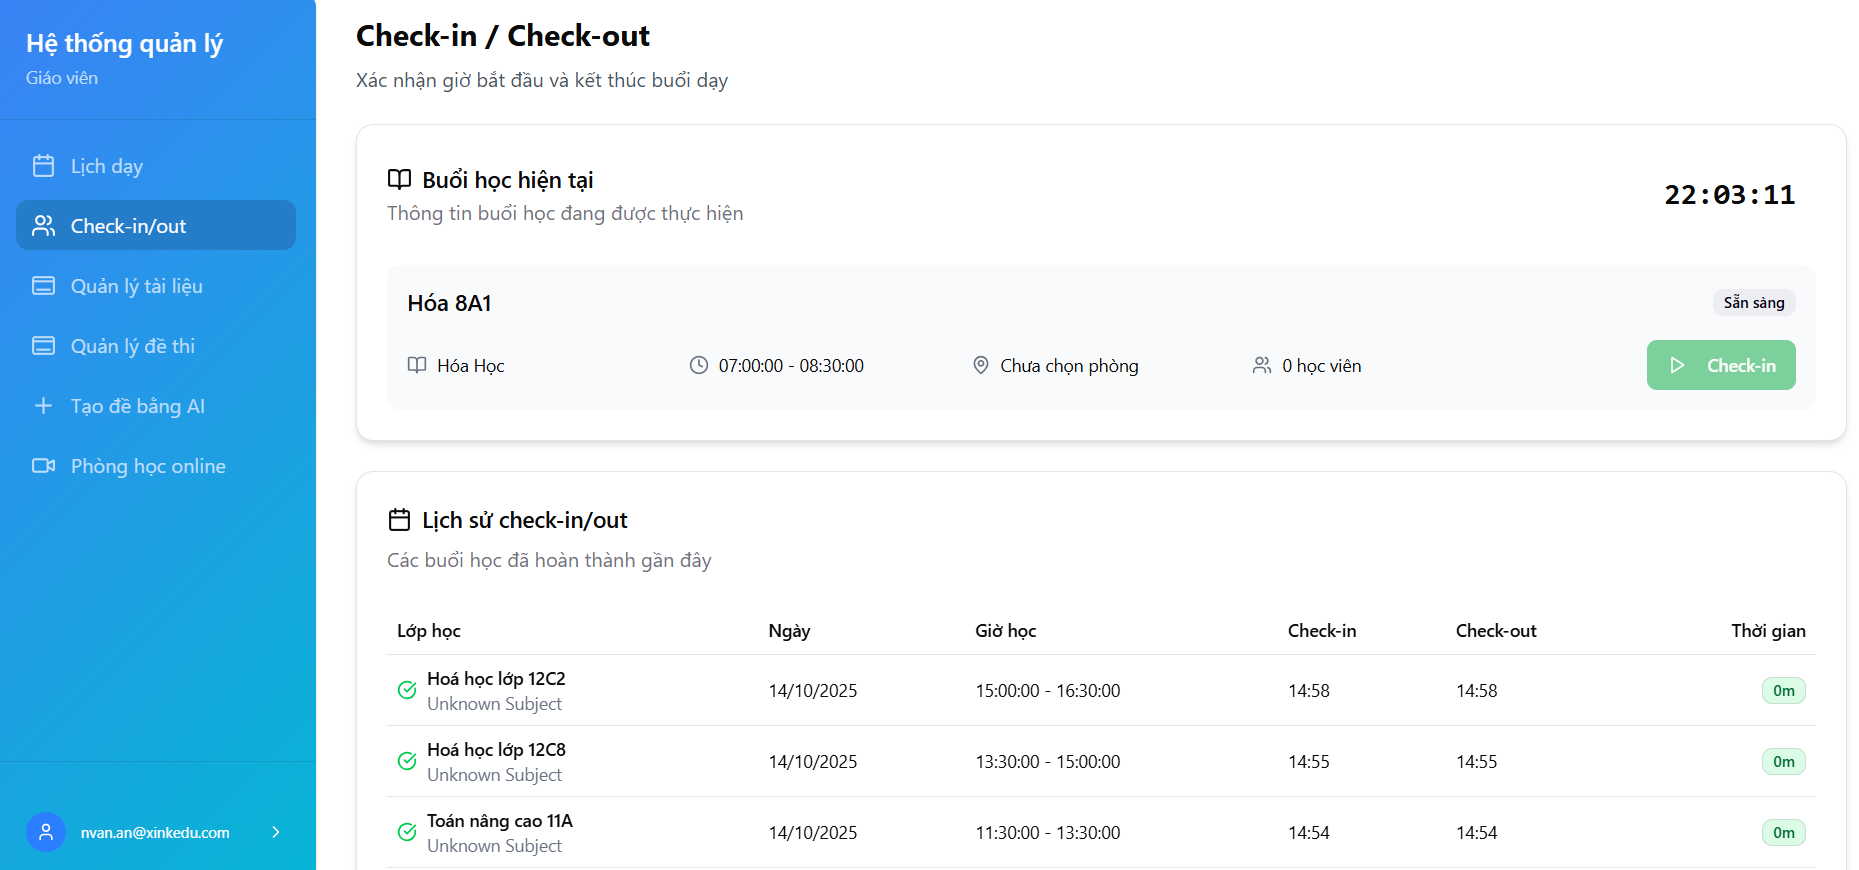 Hệ thống quản lý
Giáo viên
Lịch dạy
Check-in/out
Quản lý tài liệu
Quản lý đề thi
Tạo đề bằng AI
Phòng học online
nvan.an@xinkedu.com
Check-in / Check-out
Xác nhận giờ bắt đầu và kết thúc buổi dạy
Buổi học hiện tại
Thông tin buổi học đang được thực hiện
22:03:11
Hóa 8A1
Sẵn sàng
Hóa Học 07:00:00 - 08:30:00 Chưa chọn phòng 0 học viên Check-in
Lịch sử check-in/out
Các buổi học đã hoàn thành gần đây
Lớp học Ngày Giờ học Check-in Check-out Thời gian
Hoá học lớp 12C2
Unknown Subject
14/10/2025 15:00:00 - 16:30:00 14:58 14:58 0m
Hoá học lớp 12C8
Unknown Subject
14/10/2025 13:30:00 - 15:00:00 14:55 14:55 0m
Toán nâng cao 11A
Unknown Subject
14/10/2025 11:30:00 - 13:30:00 14:54 14:54 0m